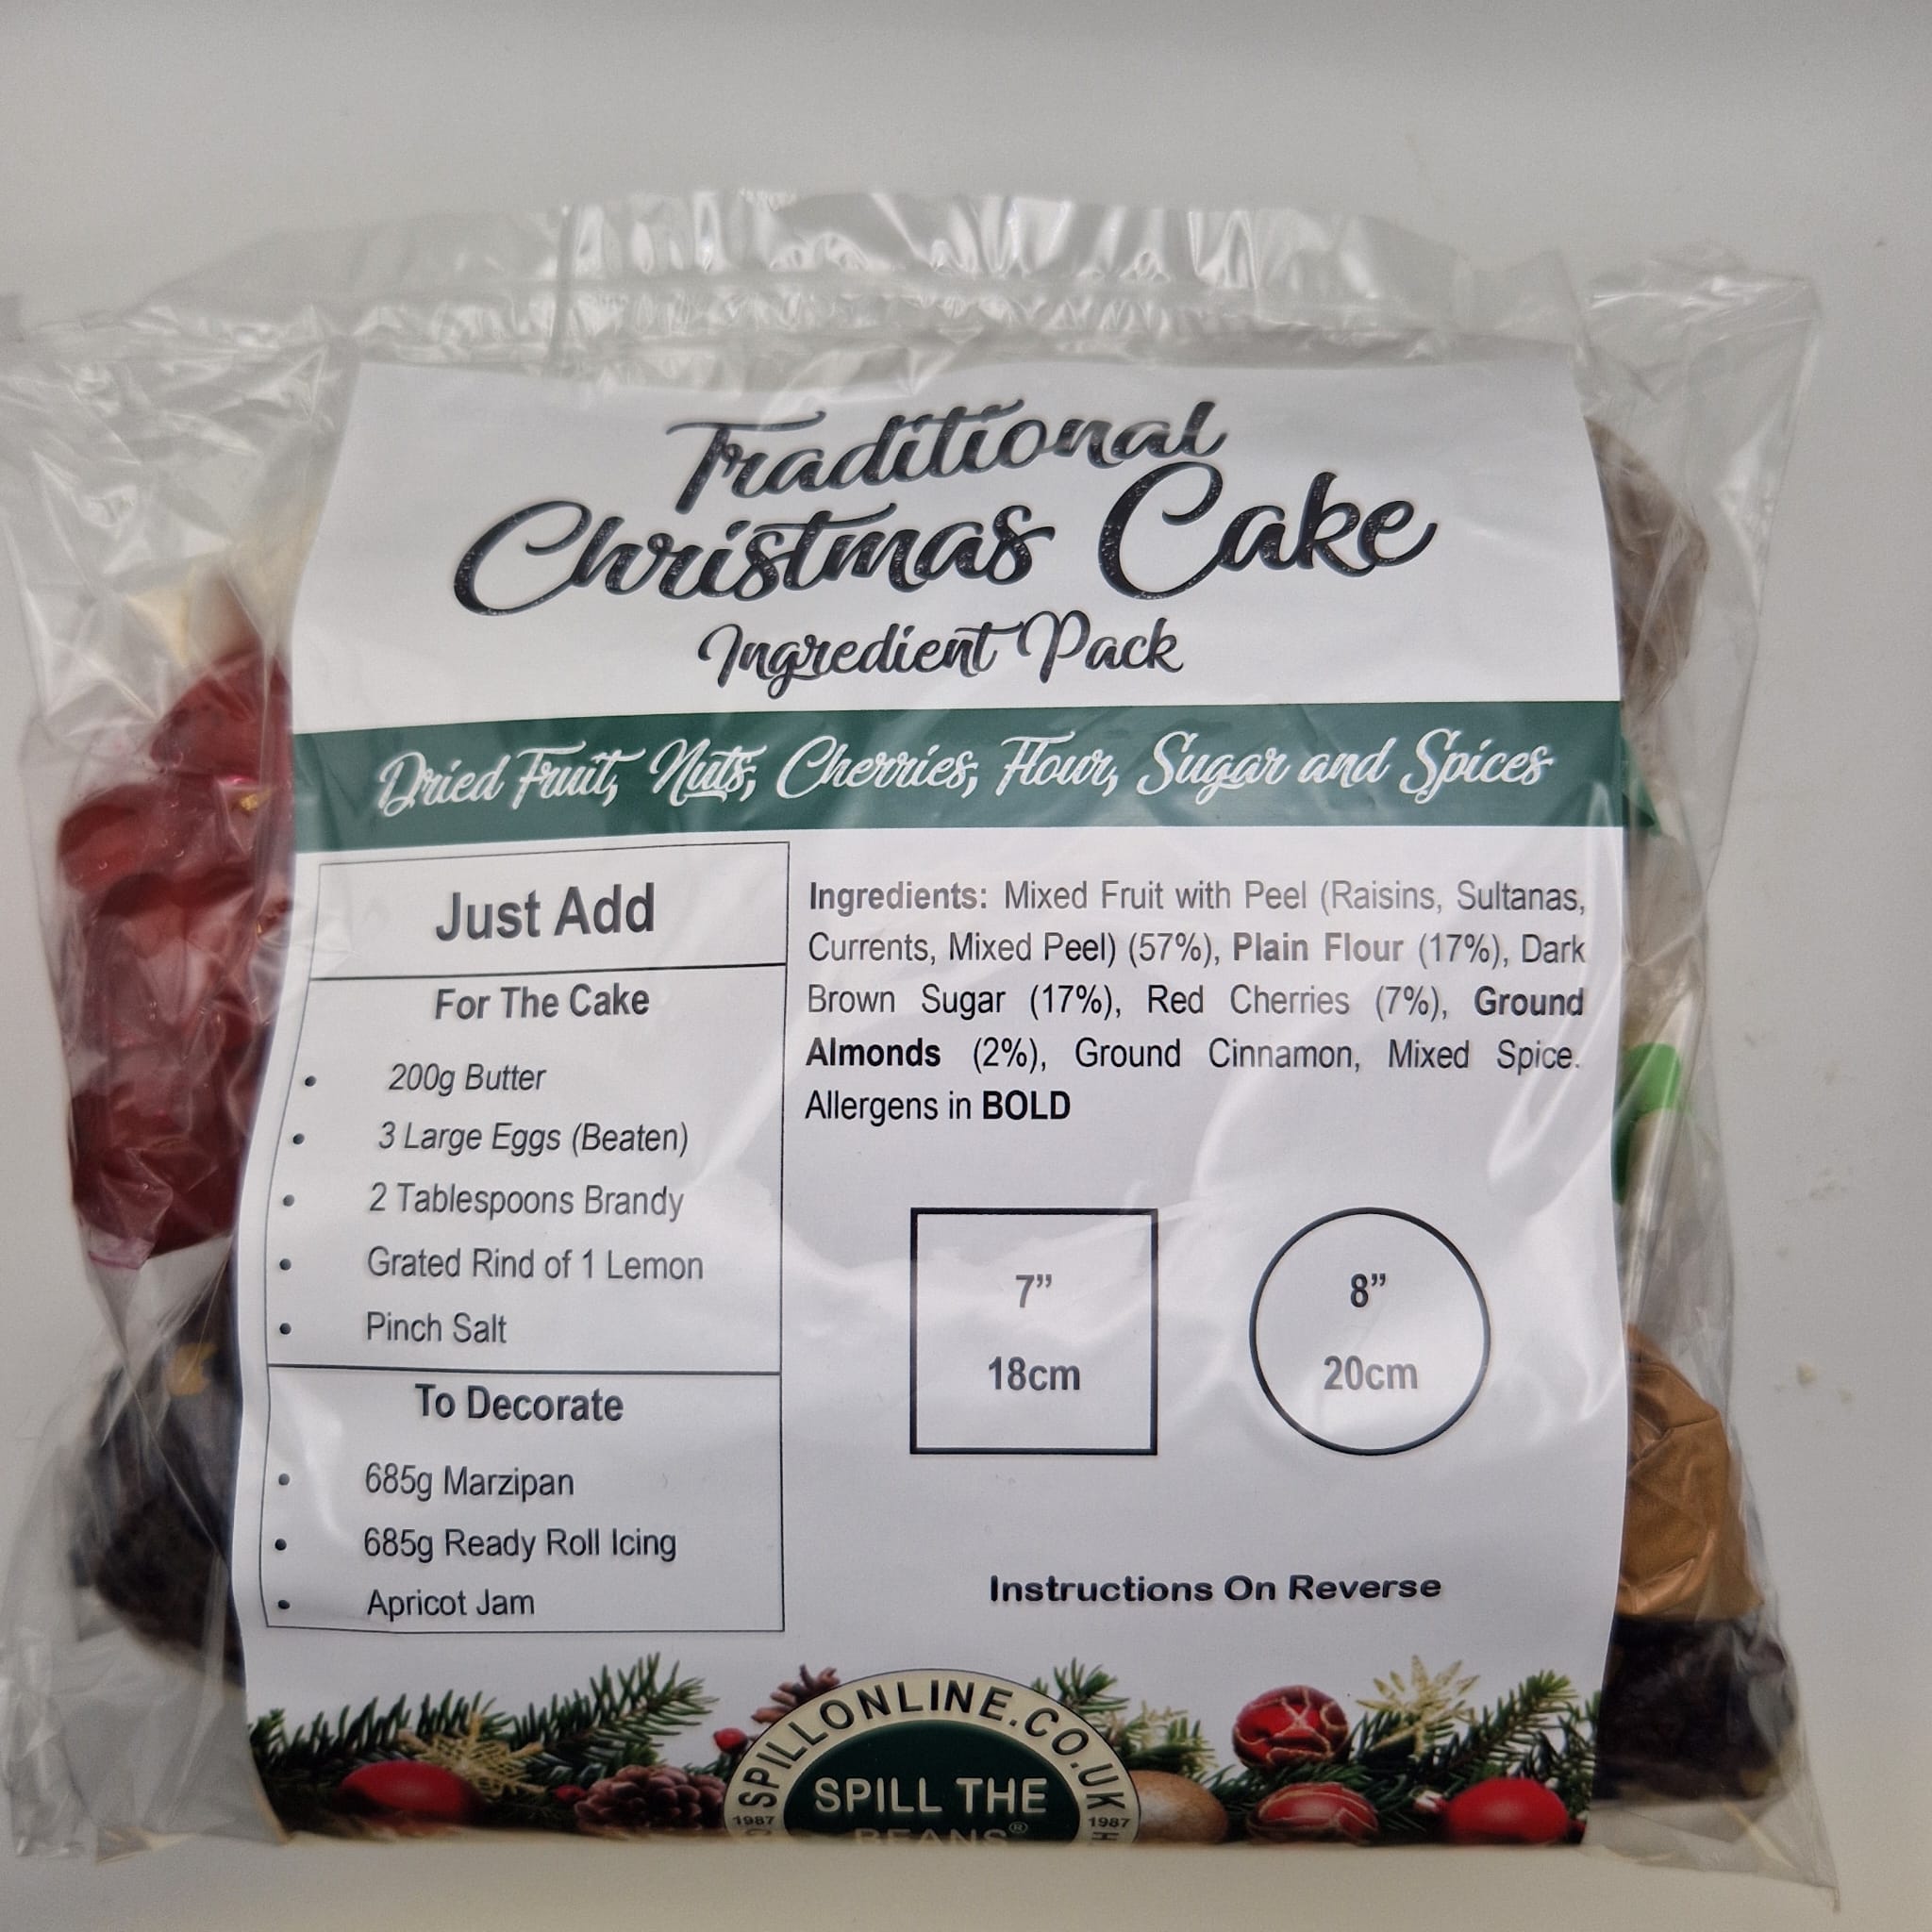 Traditional
Christmas Cake
Ingredient Pack
Dried Fruit, Nuts, Cherries, Flour, Sugar and Spices
Just Add
For The Cake
• 200g Butter
• 3 Large Eggs (Beaten)
• 2 Tablespoons Brandy
• Grated Rind of 1 Lemon
• Pinch Salt
To Decorate
• 685g Marzipan
• 685g Ready Roll Icing
• Apricot Jam
Ingredients: Mixed Fruit with Peel (Raisins, Sultanas,
Currents, Mixed Peel) (57%), Plain Flour (17%), Dark
Brown Sugar (17%), Red Cherries (7%), Ground
Almonds (2%), Ground Cinnamon, Mixed Spice.
Allergens in BOLD
7”
18cm
8”
20cm
Instructions On Reverse
SPILLONLINE.CO.UK
SPILL THE
BEANS®
1987
1987